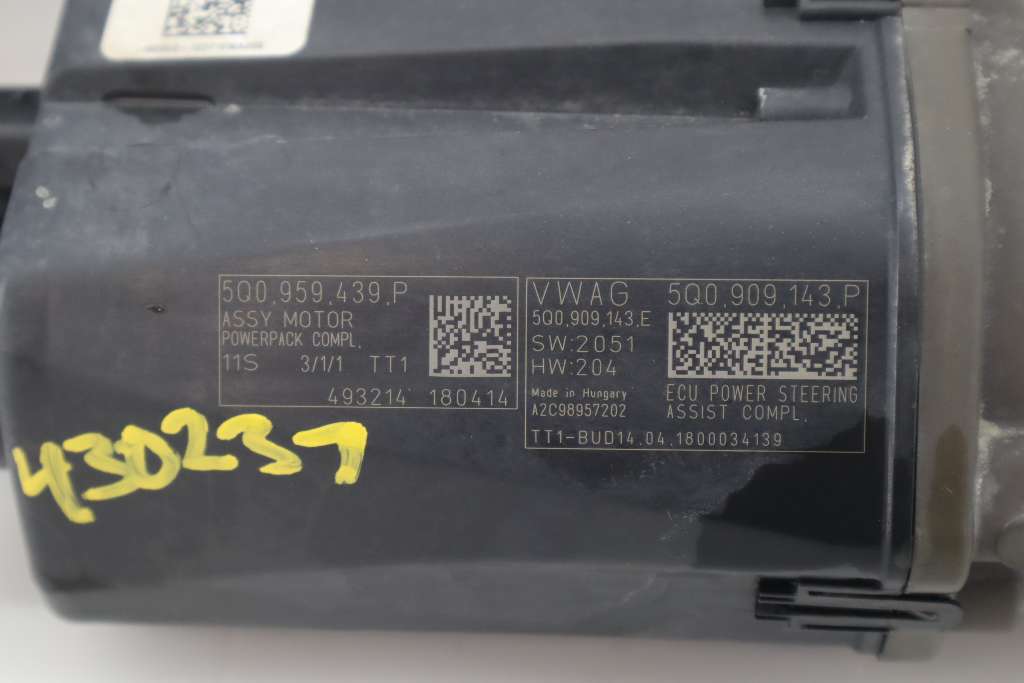 5Q0.959.439.P
ASSY MOTOR
POWERPACK COMPL.
11S 3/1/1 TT1
493214 180414
VWAG 5Q0.909.143.P
5Q0.909.143.E
SW:2051
HW:204
Made in Hungary
A2C98957202
ECU POWER STEERING
ASSIST COMPL.
TT1-BUD14.04.1800034139
430237